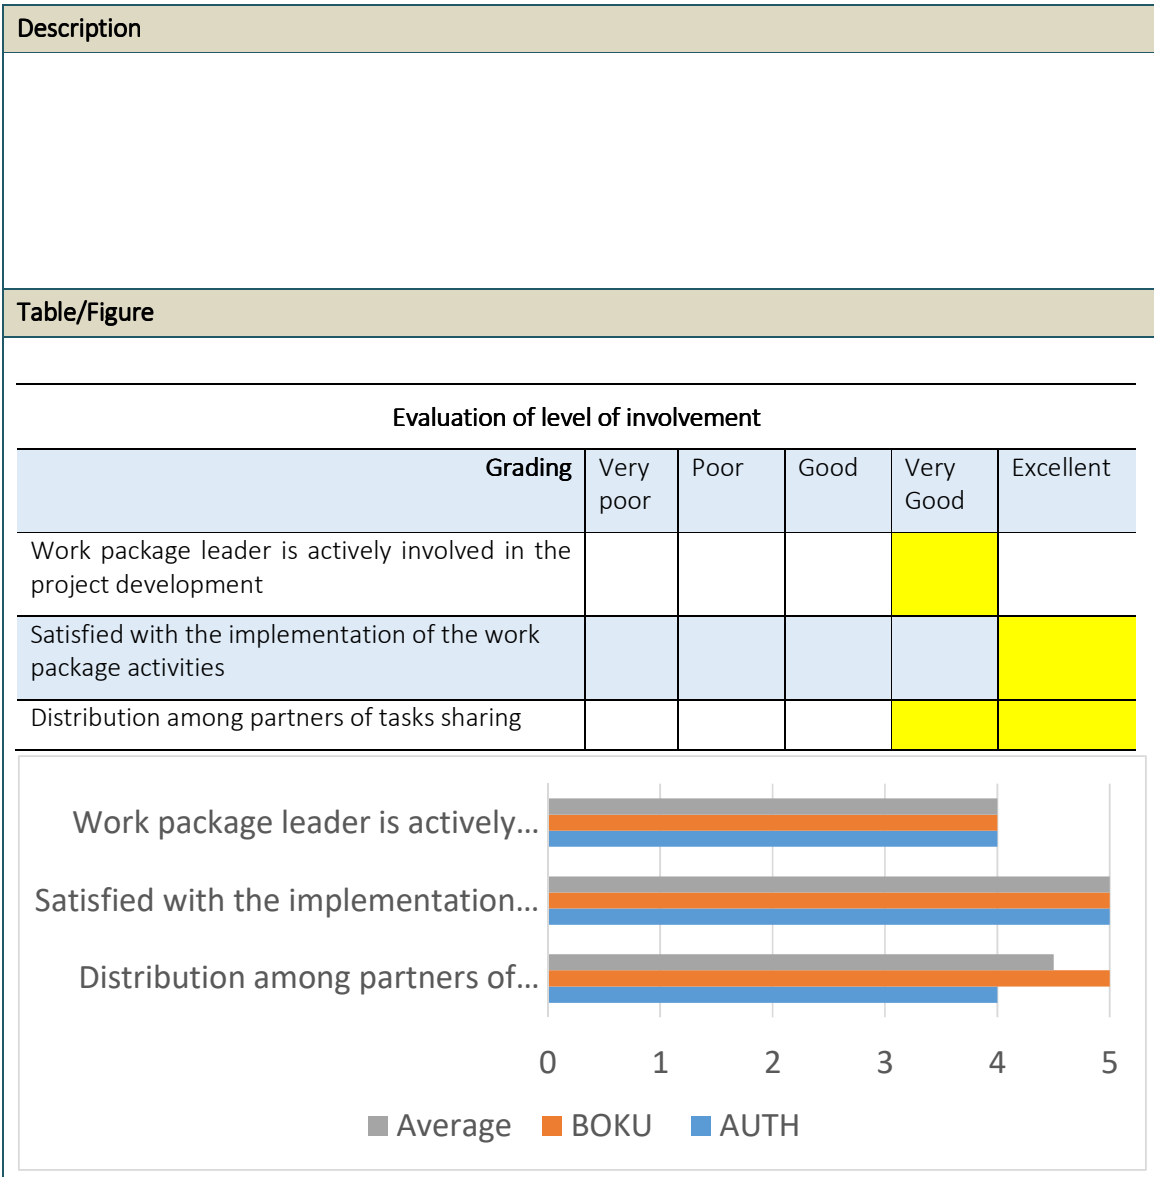 Description
Table/Figure
Evaluation of level of involvement
Grading Very poor Poor Good Very Good Excellent
Work package leader is actively involved in the
project development
Satisfied with the implementation of the work
package activities
Distribution among partners of tasks sharing
Work package leader is actively...
Satisfied with the implementation...
Distribution among partners of...
0 1 2 3 4 5
Average BOKU AUTH